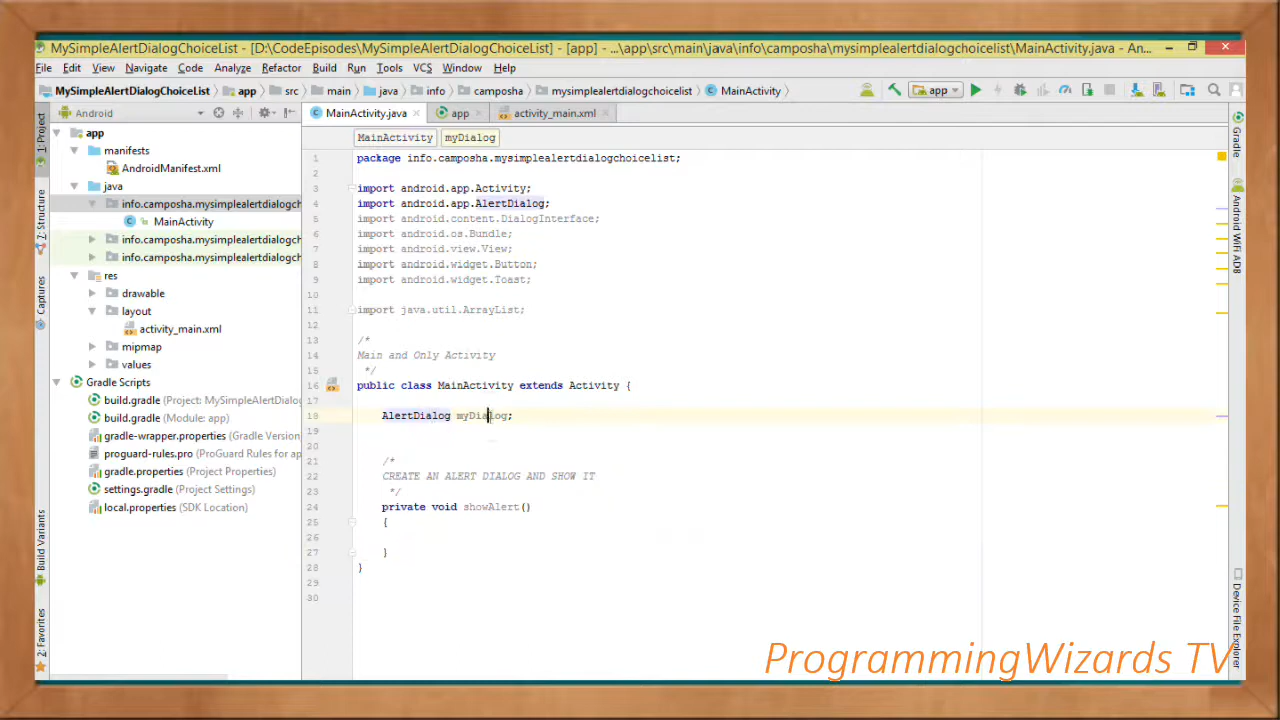 MySimpleAlertDialogChoiceList - [D:\CodeEpisodes\MySimpleAlertDialogChoiceList] - [app] - ...\app\src\main\java\info\camposha\mysimplealertdialogchoicelist\MainActivity.java - An...
File Edit View Navigate Code Analyze Refactor Build Run Tools VCS Window Help
MySimpleAlertDialogChoiceList app src main java info camposha mysimplealertdialogchoicelist MainActivity app
Android MainActivity.java app activity_main.xml
MainActivity myDialog
1: Project
7: Structure
Captures
Build Variants
2: Favorites
app
manifests
AndroidManifest.xml
java
info.camposha.mysimplealertdialogch
MainActivity
info.camposha.mysimplealertdialogch
info.camposha.mysimplealertdialogch
res
drawable
layout
activity_main.xml
mipmap
values
Gradle Scripts
build.gradle (Project: MySimpleAlertDialo
build.gradle (Module: app)
gradle-wrapper.properties (Gradle Version
proguard-rules.pro (ProGuard Rules for ap
gradle.properties (Project Properties)
settings.gradle (Project Settings)
local.properties (SDK Location)
1 package info.camposha.mysimplealertdialogchoicelist;
2
3 import android.app.Activity;
4 import android.app.AlertDialog;
5 import android.content.DialogInterface;
6 import android.os.Bundle;
7 import android.view.View;
8 import android.widget.Button;
9 import android.widget.Toast;
10
11 import java.util.ArrayList;
12
13 /*
14 Main and Only Activity
15 */
16 public class MainActivity extends Activity {
17
18 AlertDialog myDialog;
19
20
21 /*
22 CREATE AN ALERT DIALOG AND SHOW IT
23 */
24 private void showAlert()
25 {
26
27 }
28 }
29
30
Gradle
Android WiFi ADB
Device File Explorer
ProgrammingWizards TV